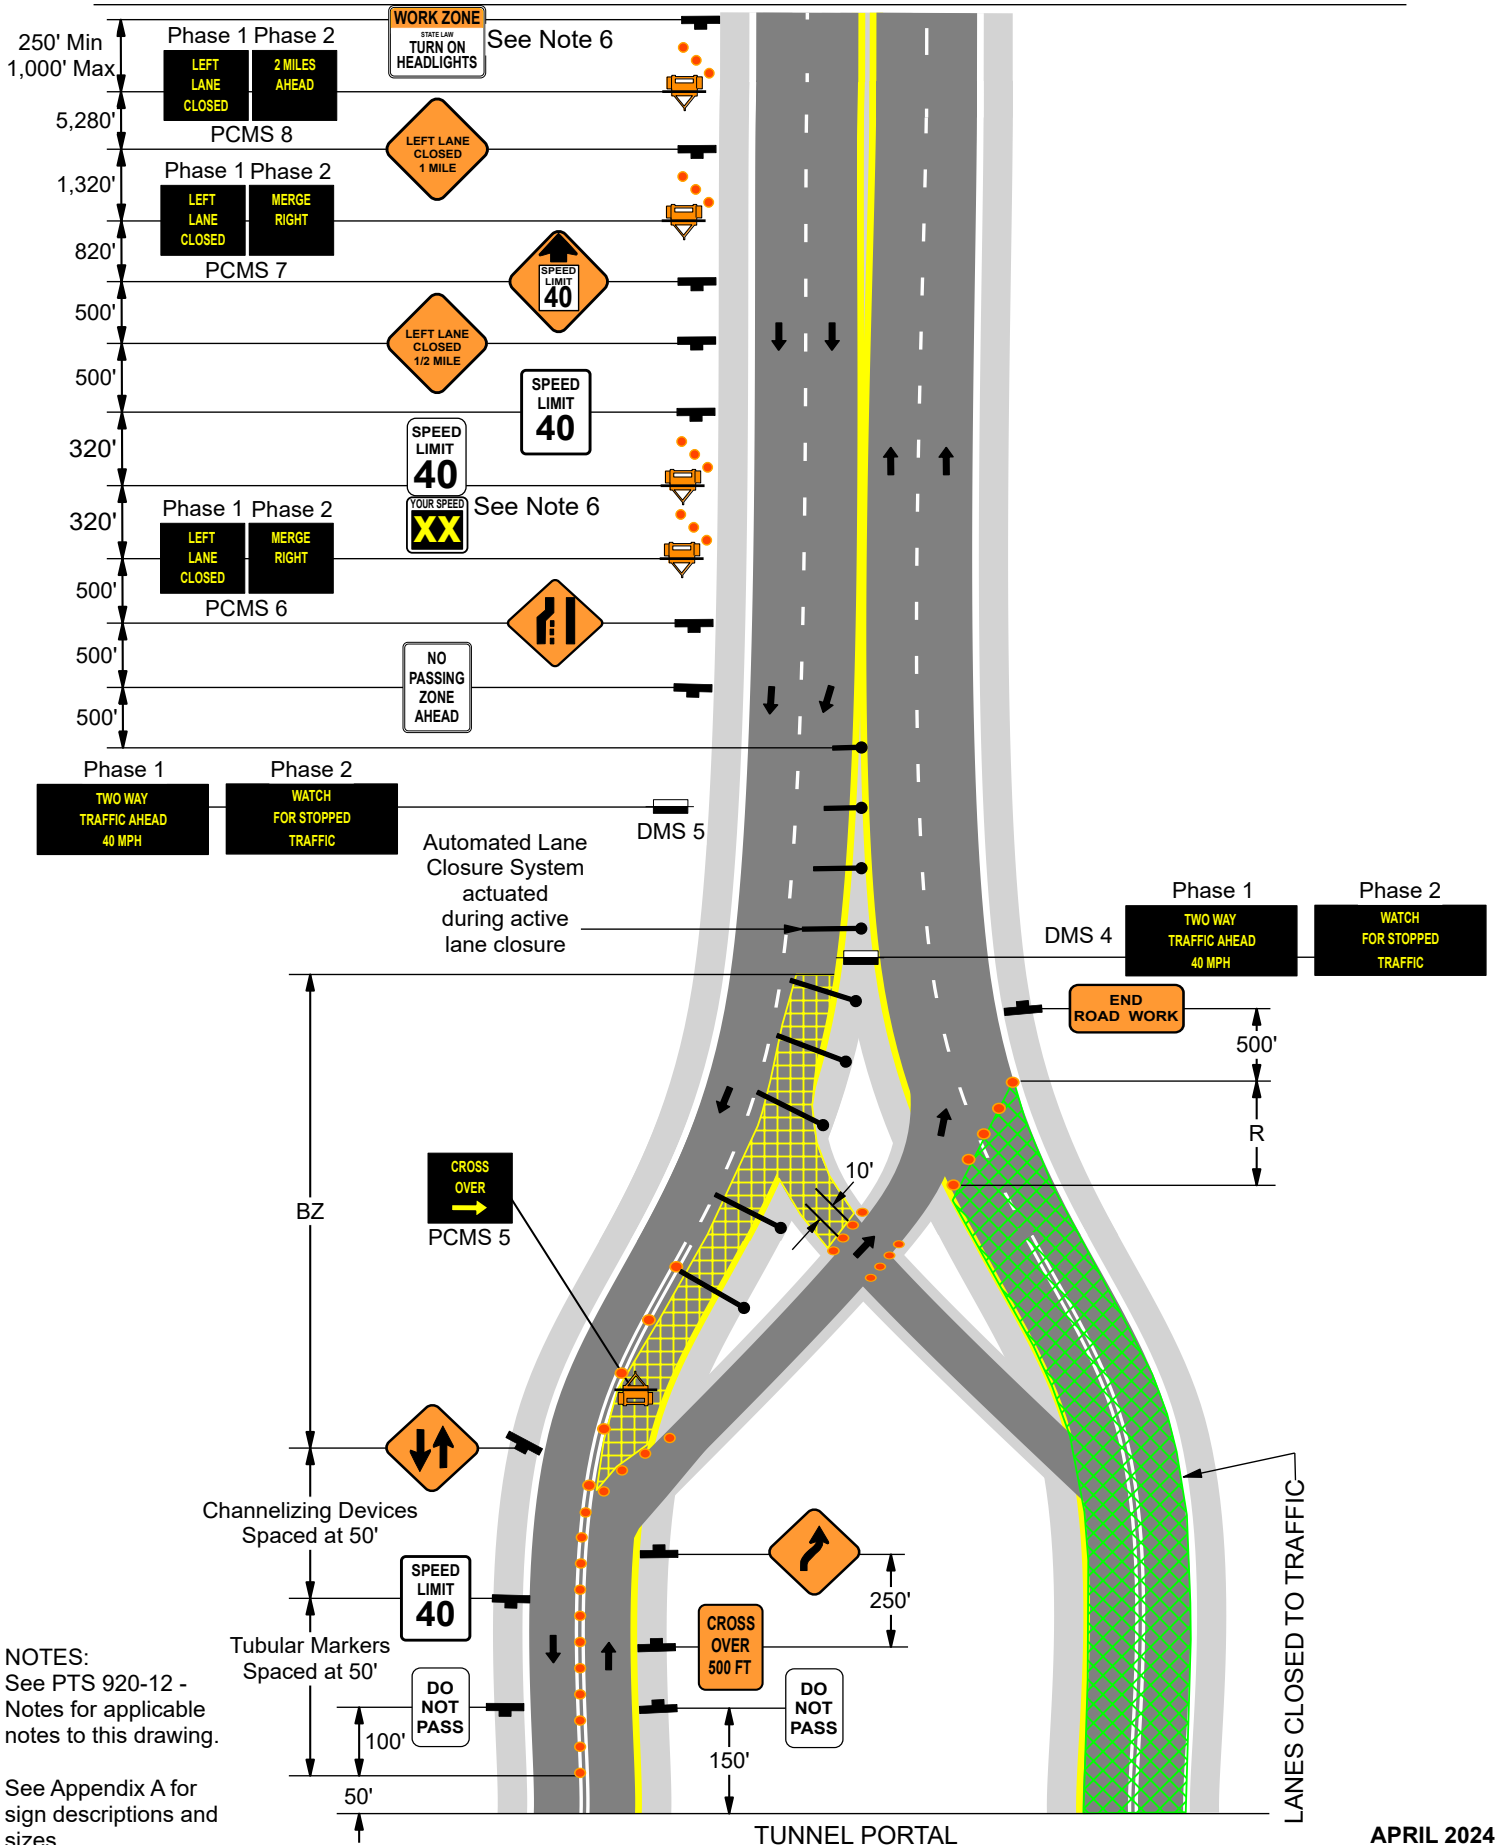 WORK ZONE
STATE LAW
TURN ON
HEADLIGHTS
See Note 6
250' Min
1,000' Max
Phase 1 Phase 2
LEFT
LANE
CLOSED
2 MILES
AHEAD
PCMS 8
5,280'
LEFT LANE
CLOSED
1 MILE
1,320'
Phase 1 Phase 2
LEFT
LANE
CLOSED
MERGE
RIGHT
PCMS 7
820'
SPEED
LIMIT
40
500'
LEFT LANE
CLOSED
1/2 MILE
500'
SPEED
LIMIT
40
320'
SPEED
LIMIT
40
YOUR SPEED
XX
See Note 6
320'
Phase 1 Phase 2
LEFT
LANE
CLOSED
MERGE
RIGHT
PCMS 6
500'
500'
NO
PASSING
ZONE
AHEAD
500'
Phase 1
TWO WAY
TRAFFIC AHEAD
40 MPH
Phase 2
WATCH
FOR STOPPED
TRAFFIC
DMS 5
Automated Lane
Closure System
actuated
during active
lane closure
DMS 4
Phase 1
TWO WAY
TRAFFIC AHEAD
40 MPH
Phase 2
WATCH
FOR STOPPED
TRAFFIC
END
ROAD WORK
500'
R
BZ
10'
CROSS
OVER
PCMS 5
Channelizing Devices
Spaced at 50'
SPEED
LIMIT
40
250'
CROSS
OVER
500 FT
Tubular Markers
Spaced at 50'
DO
NOT
PASS
DO
NOT
PASS
100'
150'
50'
LANES CLOSED TO TRAFFIC
NOTES:
See PTS 920-12 -
Notes for applicable
notes to this drawing.
See Appendix A for
sign descriptions and
sizes
TUNNEL PORTAL
APRIL 2024